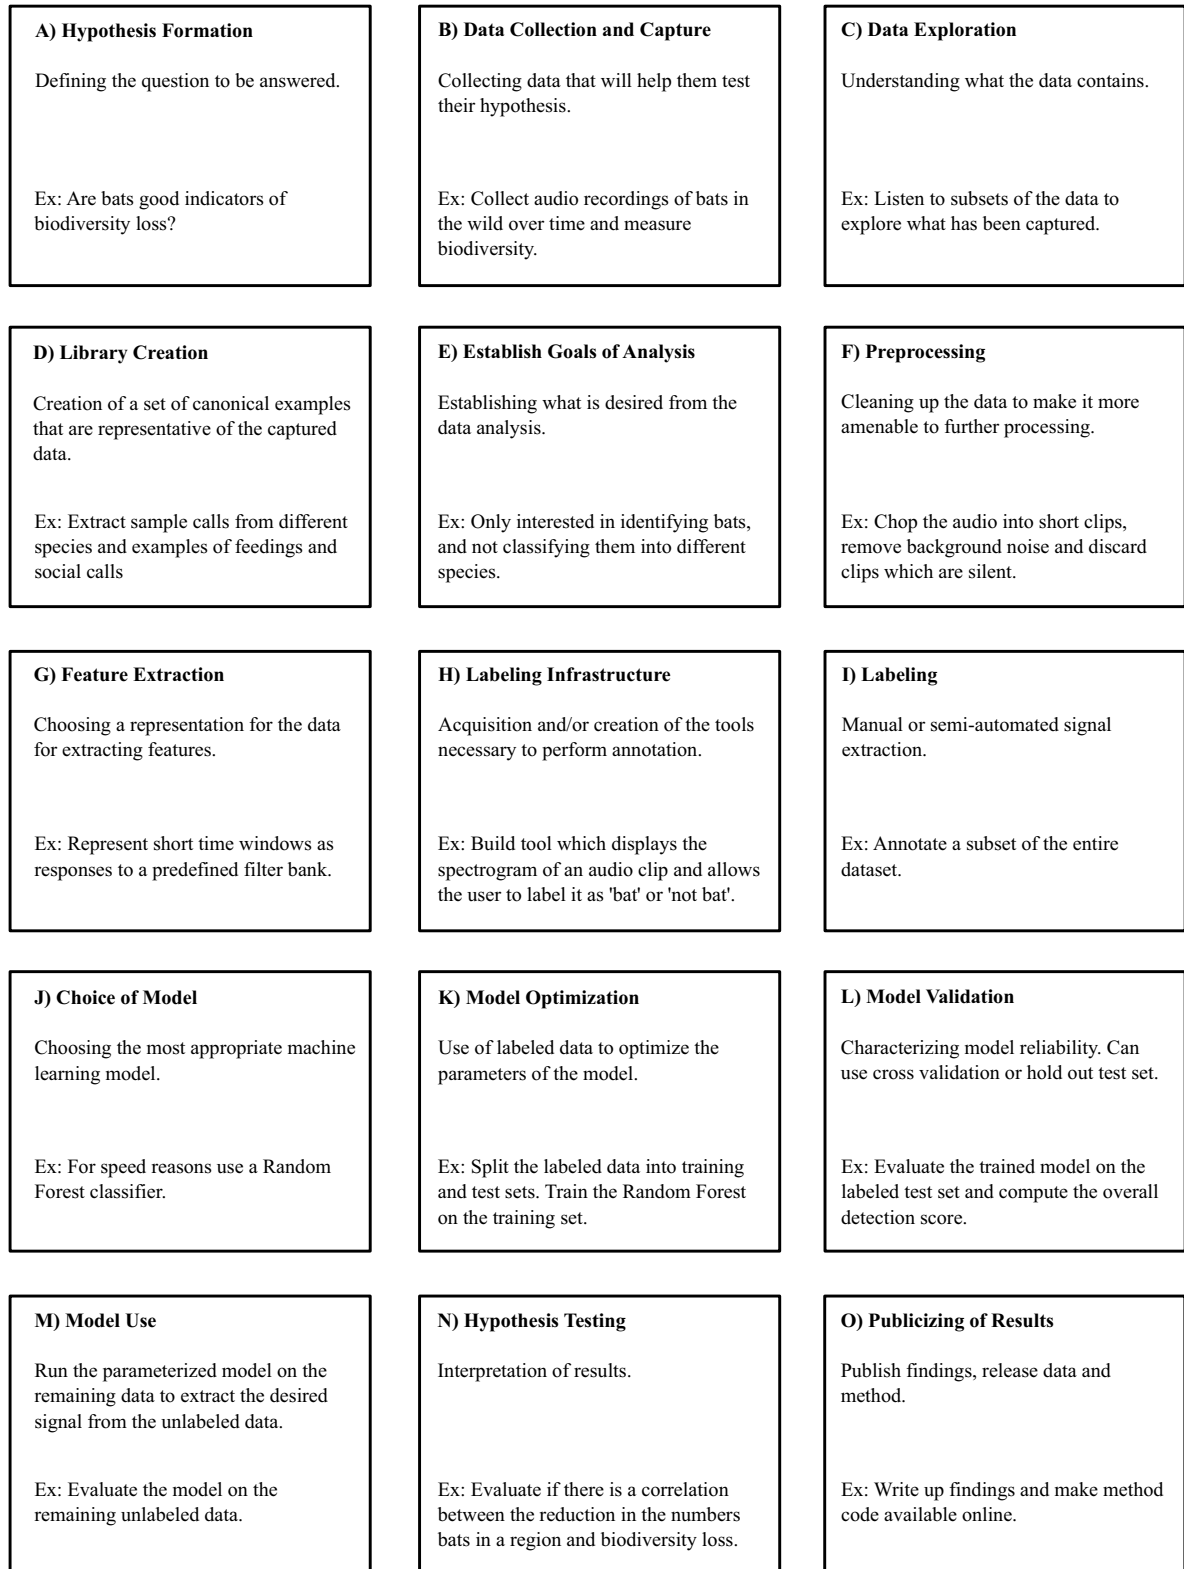 A) Hypothesis Formation
Defining the question to be answered.
Ex: Are bats good indicators of
biodiversity loss?
B) Data Collection and Capture
Collecting data that will help them test
their hypothesis.
Ex: Collect audio recordings of bats in
the wild over time and measure
biodiversity.
C) Data Exploration
Understanding what the data contains.
Ex: Listen to subsets of the data to
explore what has been captured.
D) Library Creation
Creation of a set of canonical examples
that are representative of the captured
data.
Ex: Extract sample calls from different
species and examples of feedings and
social calls
E) Establish Goals of Analysis
Establishing what is desired from the
data analysis.
Ex: Only interested in identifying bats,
and not classifying them into different
species.
F) Preprocessing
Cleaning up the data to make it more
amenable to further processing.
Ex: Chop the audio into short clips,
remove background noise and discard
clips which are silent.
G) Feature Extraction
Choosing a representation for the data
for extracting features.
Ex: Represent short time windows as
responses to a predefined filter bank.
H) Labeling Infrastructure
Acquisition and/or creation of the tools
necessary to perform annotation.
Ex: Build tool which displays the
spectrogram of an audio clip and allows
the user to label it as 'bat' or 'not bat'.
I) Labeling
Manual or semi-automated signal
extraction.
Ex: Annotate a subset of the entire
dataset.
J) Choice of Model
Choosing the most appropriate machine
learning model.
Ex: For speed reasons use a Random
Forest classifier.
K) Model Optimization
Use of labeled data to optimize the
parameters of the model.
Ex: Split the labeled data into training
and test sets. Train the Random Forest
on the training set.
L) Model Validation
Characterizing model reliability. Can
use cross validation or hold out test set.
Ex: Evaluate the trained model on the
labeled test set and compute the overall
detection score.
M) Model Use
Run the parameterized model on the
remaining data to extract the desired
signal from the unlabeled data.
Ex: Evaluate the model on the
remaining unlabeled data.
N) Hypothesis Testing
Interpretation of results.
Ex: Evaluate if there is a correlation
between the reduction in the numbers
bats in a region and biodiversity loss.
O) Publicizing of Results
Publish findings, release data and
method.
Ex: Write up findings and make method
code available online.